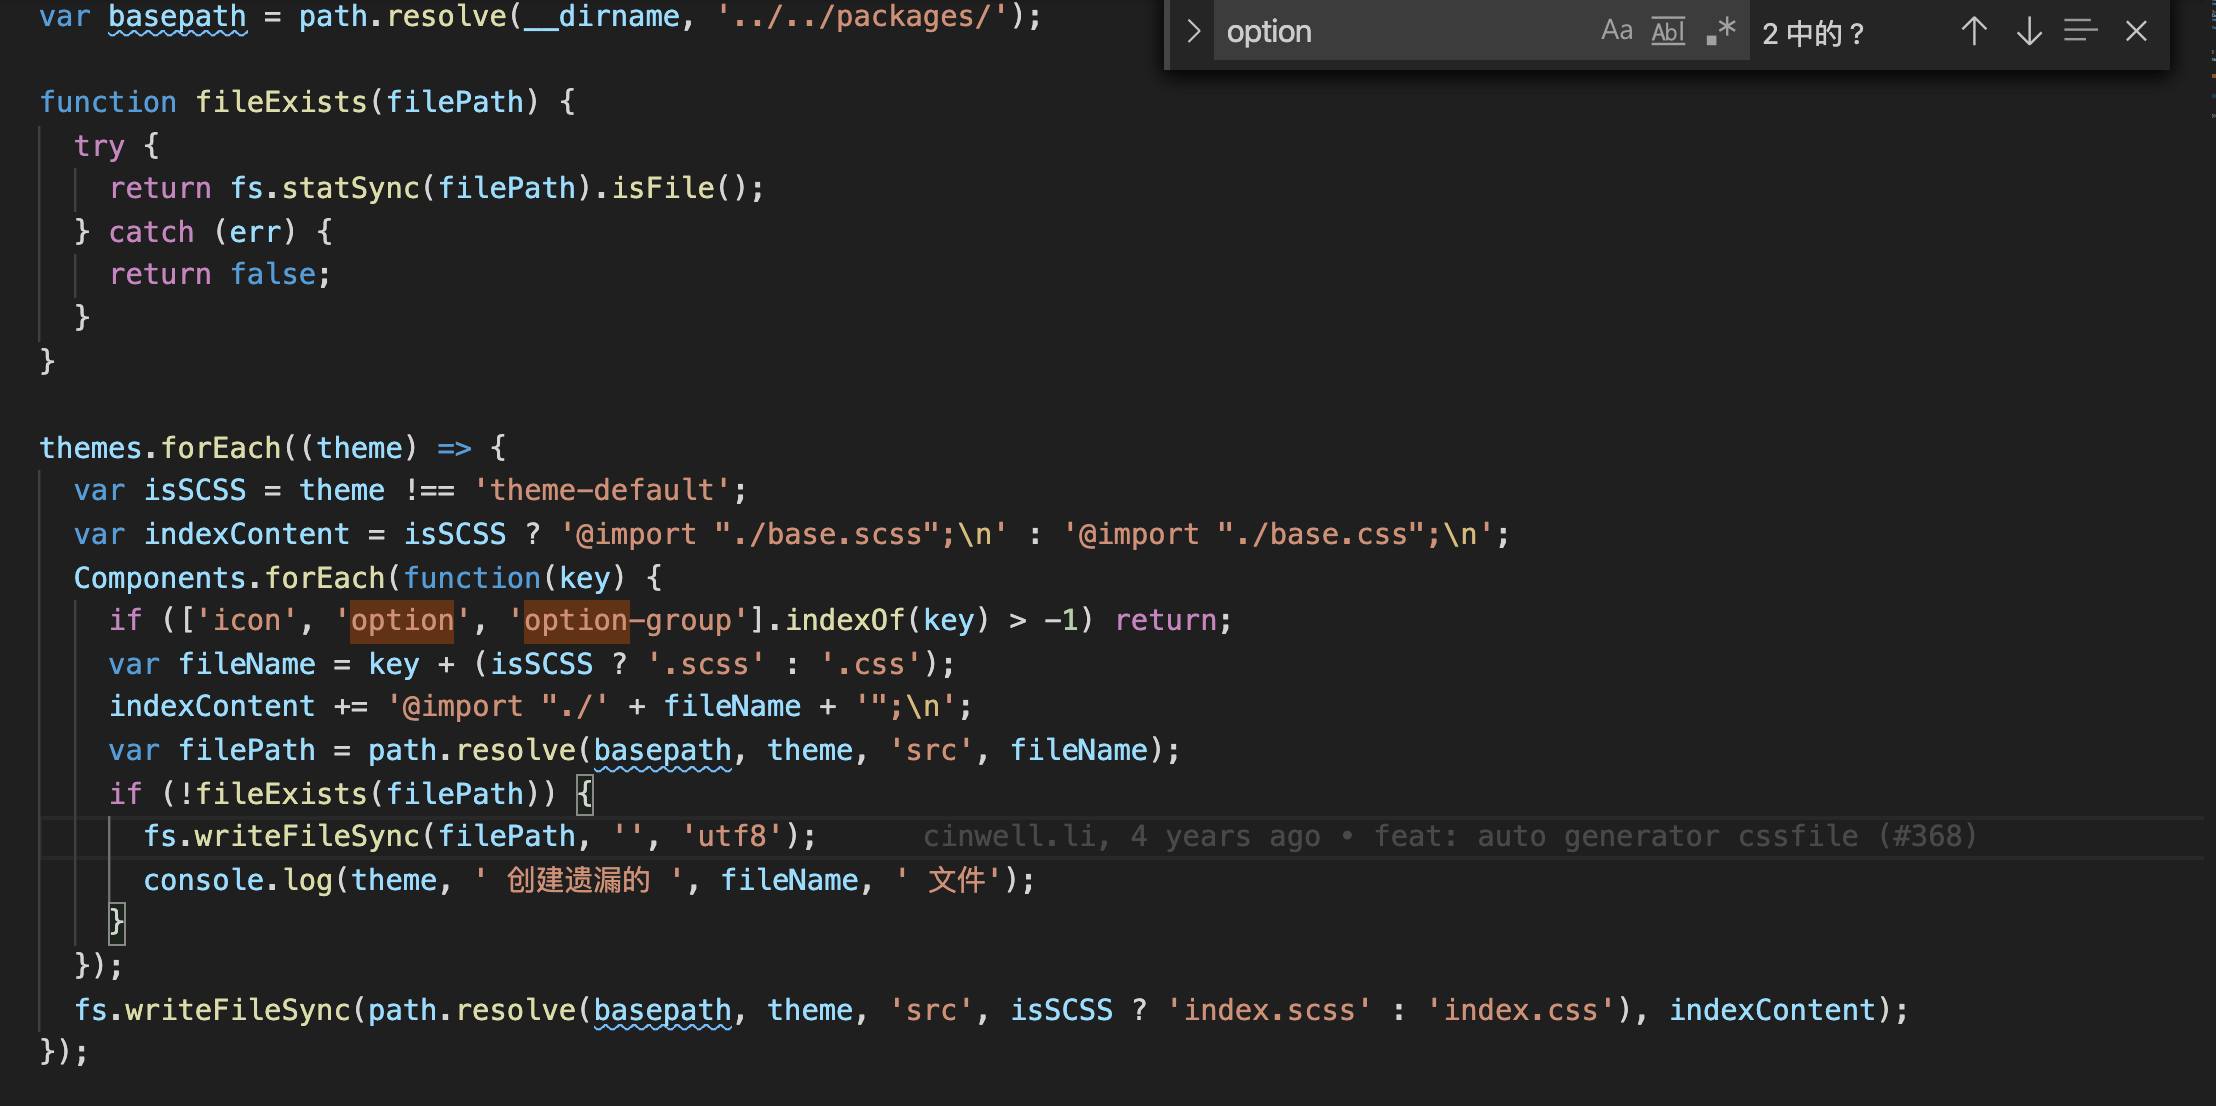 var basepath = path.resolve(__dirname, '../../packages/');
option Aa Abl .* 2 中的 ?
function fileExists(filePath) {
try {
return fs.statSync(filePath).isFile();
} catch (err) {
return false;
}
}
themes.forEach((theme) => {
var isSCSS = theme !== 'theme-default';
var indexContent = isSCSS ? '@import "./base.scss";\n' : '@import "./base.css";\n';
Components.forEach(function(key) {
if (['icon', 'option', 'option-group'].indexOf(key) > -1) return;
var fileName = key + (isSCSS ? '.scss' : '.css');
indexContent += '@import "./' + fileName + '";\n';
var filePath = path.resolve(basepath, theme, 'src', fileName);
if (!fileExists(filePath)) {
fs.writeFileSync(filePath, '', 'utf8'); cinwell.li, 4 years ago • feat: auto generator cssfile (#368)
console.log(theme, ' 创建遗漏的 ', fileName, ' 文件');
}
});
fs.writeFileSync(path.resolve(basepath, theme, 'src', isSCSS ? 'index.scss' : 'index.css'), indexContent);
});